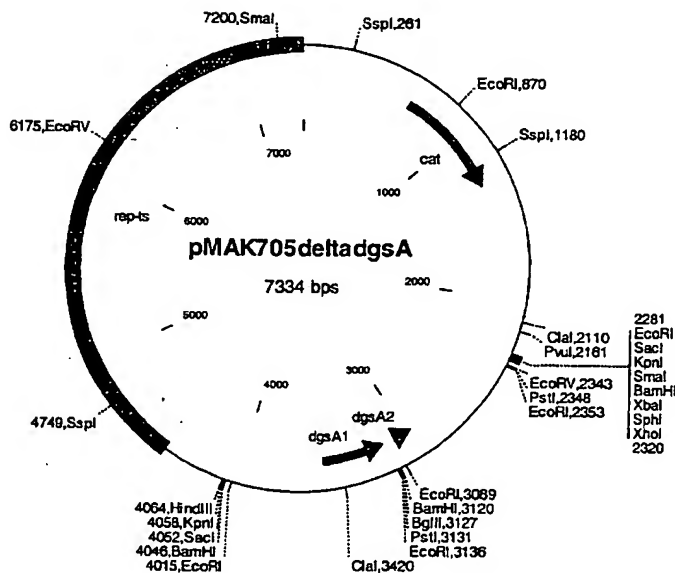 7200,SmaI
SspI,261
EcoRI,870
SspI,1180
6175,EcoRV
7000
cat
1000
rep-ts
6000
pMAK705deltadgsA
7334 bps
2000
5000
ClaI,2110
PvuI,2161
2281
EcoRI
SacI
KpnI
SmaI
BamHI
XbaI
SphI
XhoI
2320
EcoRV,2343
PstI,2348
EcoRI,2353
4000
3000
dgsA2
dgsA1
4749,SspI
EcoRI,3089
BamHI,3120
BglII,3127
PstI,3131
EcoRI,3136
4064,HindIII
4058,KpnI
4052,SacI
4046,BamHI
4015,EcoRI
ClaI,3420